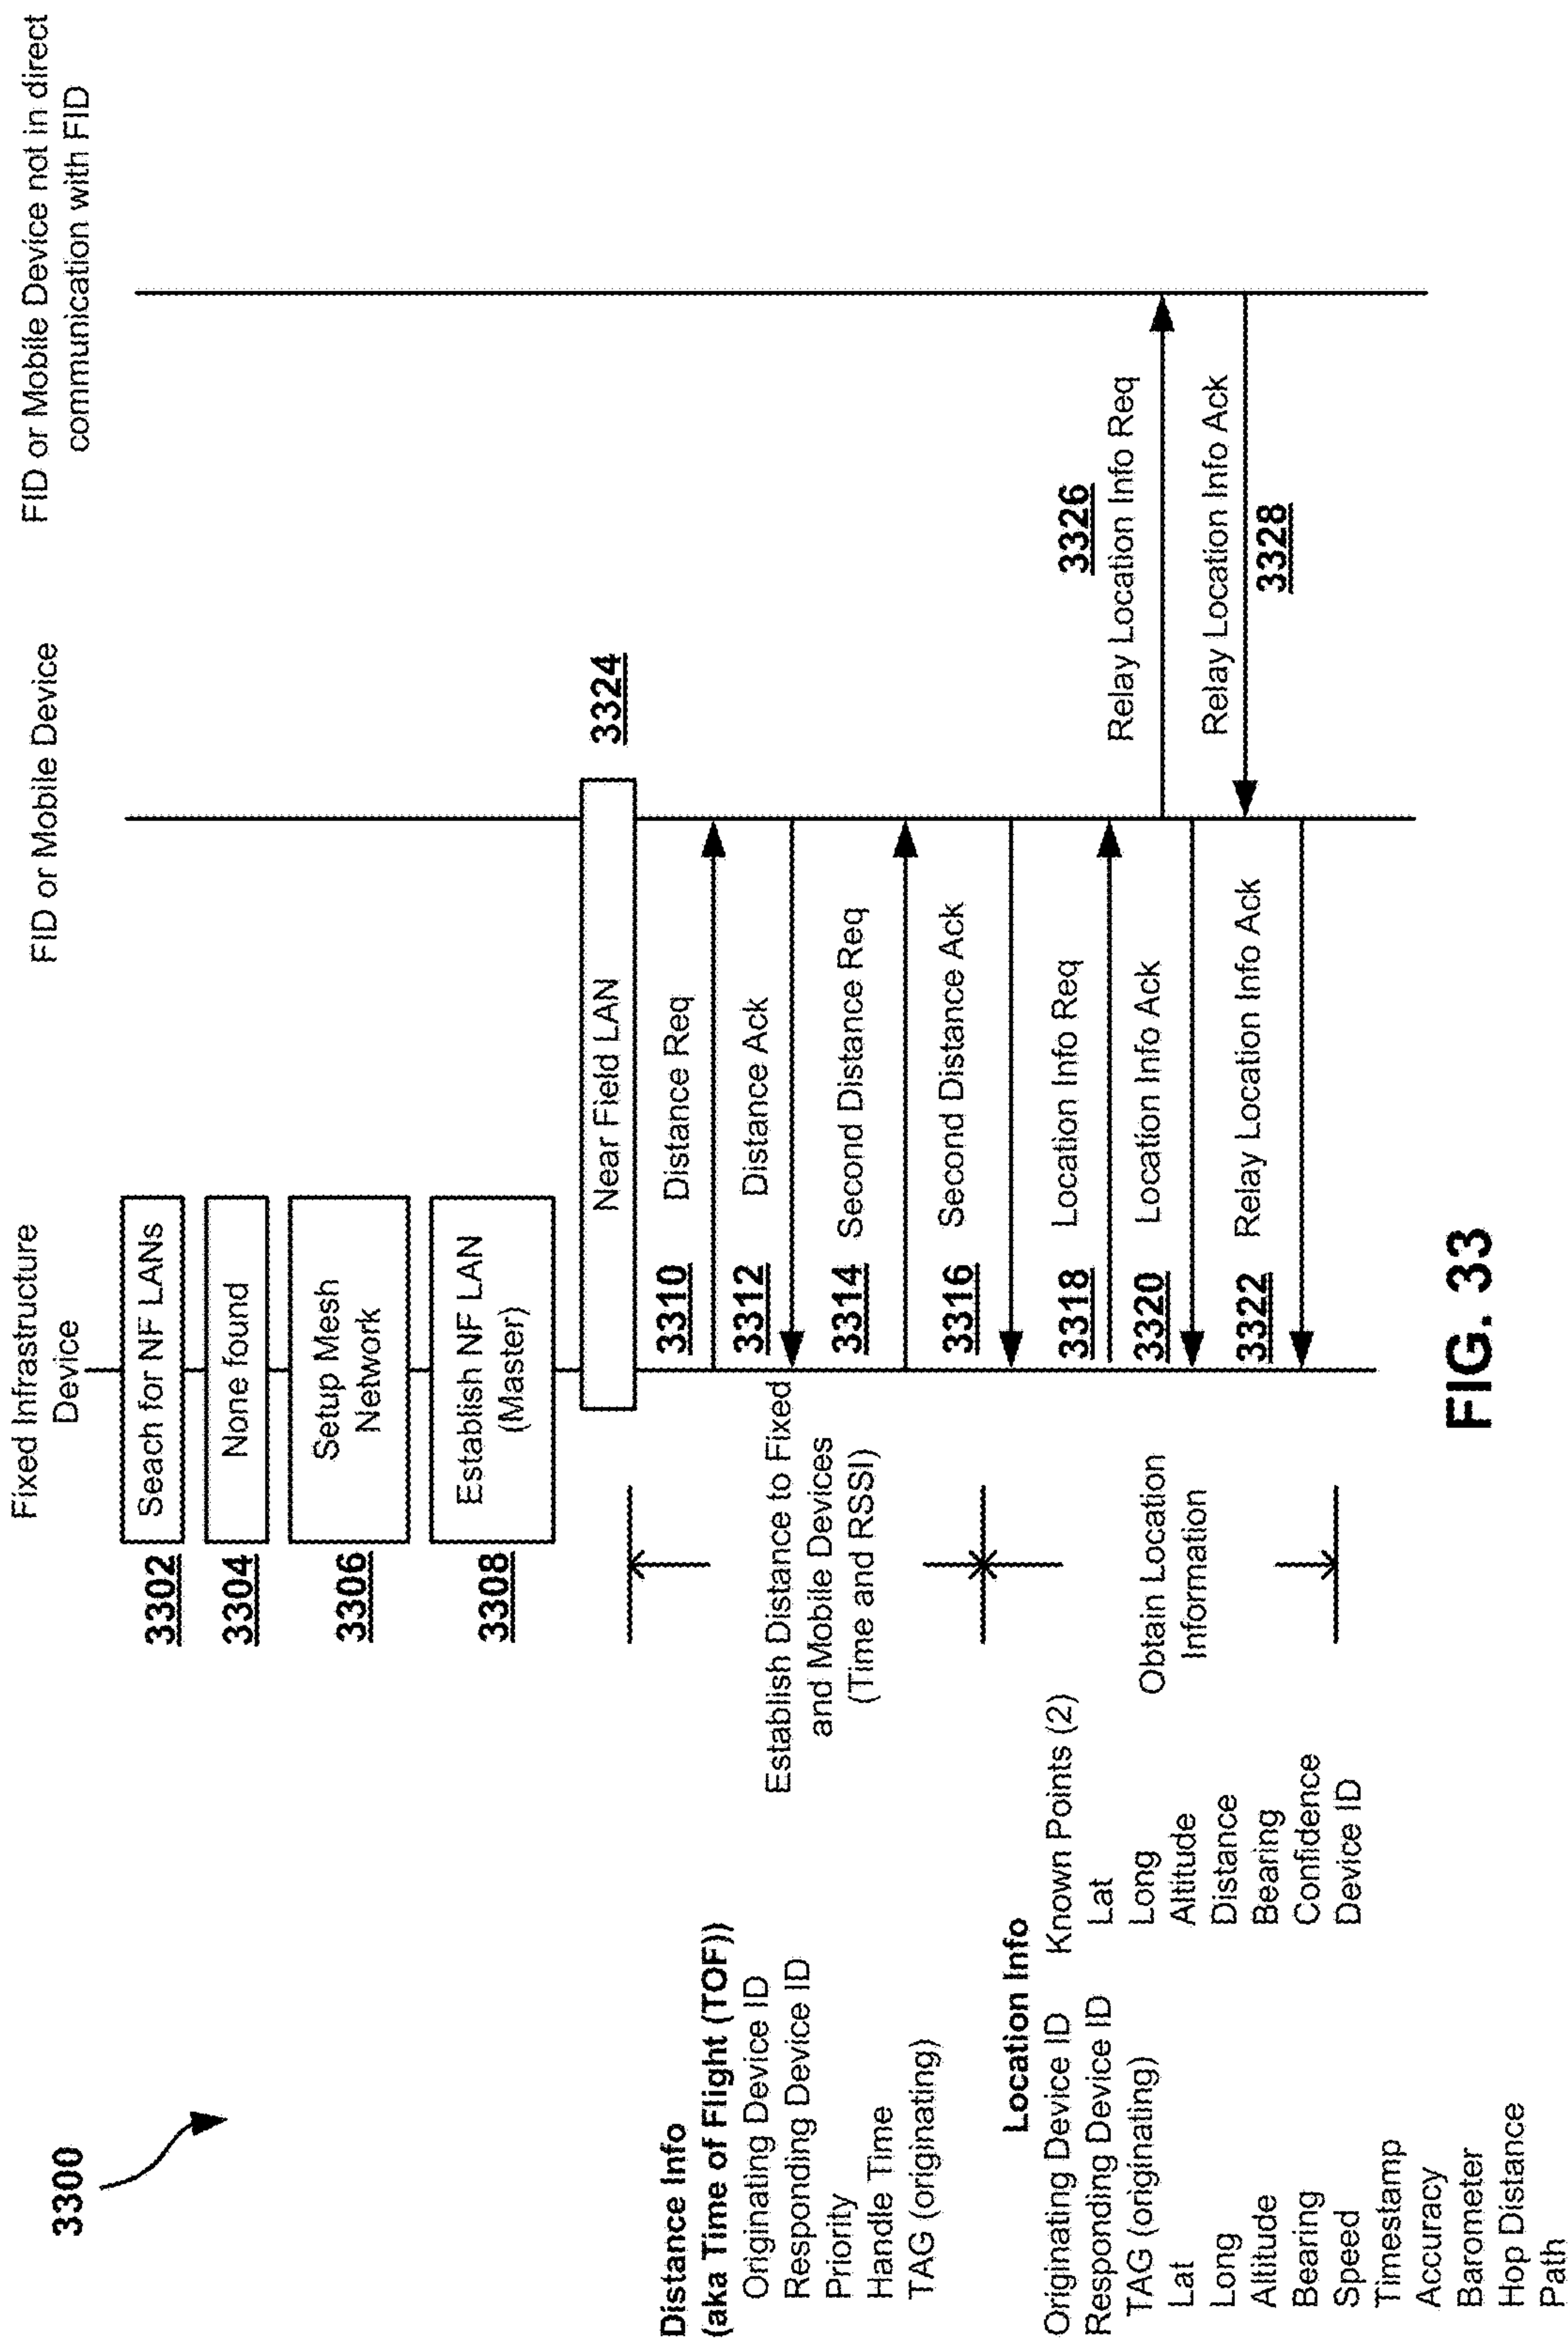 3300
Fixed Infrastructure
Device
FID or Mobile Device
FID or Mobile Device not in direct
communication with FID
3302
Seach for NF LANs
3304
None found
3306
Setup Mesh
Network
3308
Establish NF LAN
(Master)
Near Field LAN
3324
Distance Info
(aka Time of Flight (TOF))
Originating Device ID
Responding Device ID
Priority
Handle Time
TAG (originating)
Establish Distance to Fixed
and Mobile Devices
(Time and RSSI)
3310
Distance Req
3312
Distance Ack
3314
Second Distance Req
3316
Second Distance Ack
Location Info
Originating Device ID
Responding Device ID
TAG (originating)
Lat
Long
Altitude
Bearing
Speed
Timestamp
Accuracy
Barometer
Hop Distance
Path
Known Points (2)
Lat
Long
Altitude
Distance
Bearing
Confidence
Device ID
Obtain Location
Information
3318
Location Info Req
3320
Location Info Ack
3322
Relay Location Info Ack
3326
Relay Location Info Req
Relay Location Info Ack
3328
FIG. 33